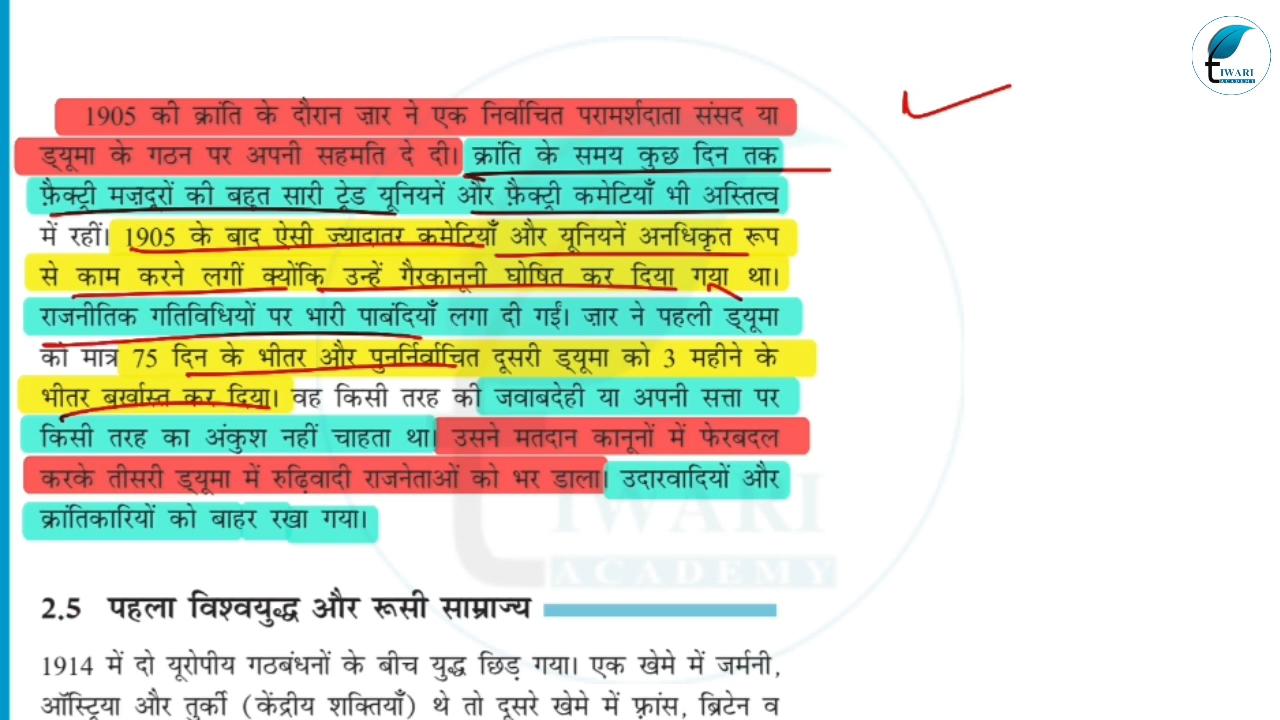 TIWARI
ACADEMY
1905 की क्रांति के दौरान ज़ार ने एक निर्वाचित परामर्शदाता संसद या
ड्यूमा के गठन पर अपनी सहमति दे दी। क्रांति के समय कुछ दिन तक
फ़ैक्ट्री मज़दूरों की बहुत सारी ट्रेड यूनियनें और फ़ैक्ट्री कमेटियाँ भी अस्तित्व
में रहीं। 1905 के बाद ऐसी ज्यादातर कमेटियाँ और यूनियनें अनधिकृत रूप
से काम करने लगीं क्योंकि उन्हें गैरकानूनी घोषित कर दिया गया था।
राजनीतिक गतिविधियों पर भारी पाबंदियाँ लगा दी गईं। ज़ार ने पहली ड्यूमा
को मात्र 75 दिन के भीतर और पुनर्निर्वाचित दूसरी ड्यूमा को 3 महीने के
भीतर बर्खास्त कर दिया। वह किसी तरह की जवाबदेही या अपनी सत्ता पर
किसी तरह का अंकुश नहीं चाहता था। उसने मतदान कानूनों में फेरबदल
करके तीसरी ड्यूमा में रुढ़िवादी राजनेताओं को भर डाला। उदारवादियों और
क्रांतिकारियों को बाहर रखा गया।
IWARI
ACADEMY
2.5 पहला विश्वयुद्ध और रूसी साम्राज्य
1914 में दो यूरोपीय गठबंधनों के बीच युद्ध छिड़ गया। एक खेमे में जर्मनी,
ऑस्ट्रिया और तुर्की (केंद्रीय शक्तियाँ) थे तो दूसरे खेमे में फ़्रांस, ब्रिटेन व